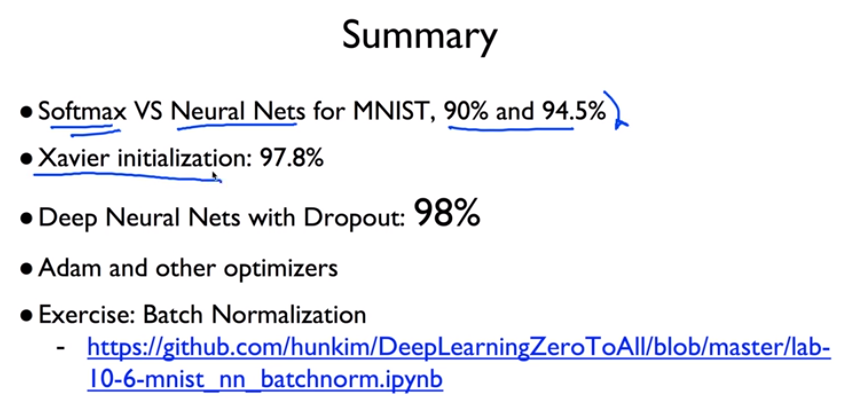 Summary
● Softmax VS Neural Nets for MNIST, 90% and 94.5%
● Xavier initialization: 97.8%
● Deep Neural Nets with Dropout: 98%
● Adam and other optimizers
● Exercise: Batch Normalization
- https://github.com/hunkim/DeepLearningZeroToAll/blob/master/lab-
10-6-mnist_nn_batchnorm.ipynb